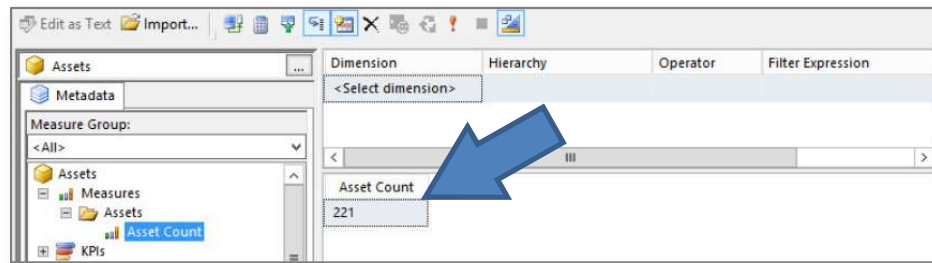 Edit as Text Import...
Assets ...
Metadata
Measure Group:
<All>
Assets
Measures
Assets
Asset Count
KPIs
Dimension Hierarchy Operator Filter Expression
<Select dimension>
Asset Count
221